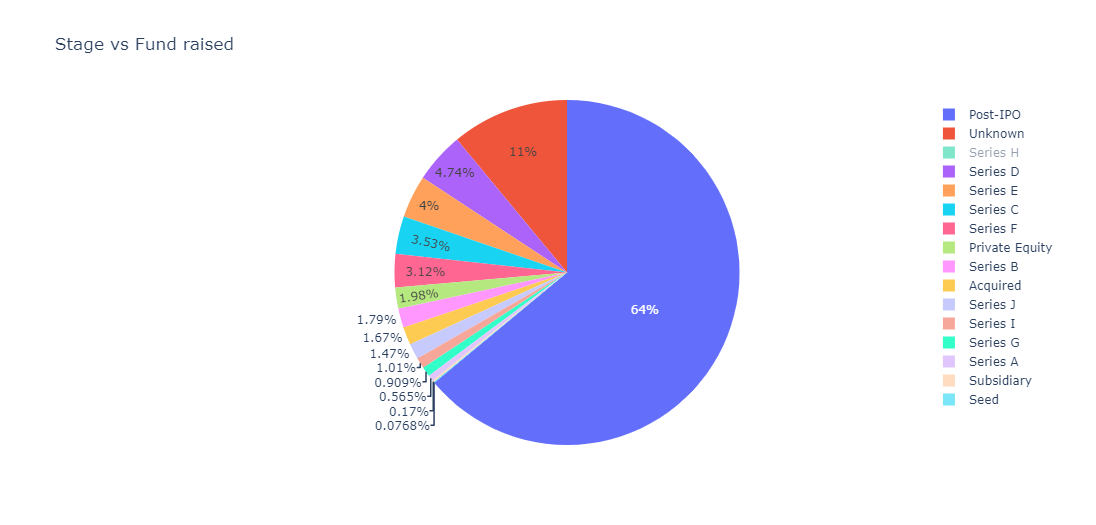 Stage vs Fund raised
11%
4.74%
4%
3.53%
3.12%
1.98%
1.79%
1.67%
1.47%
1.01%
0.909%
0.565%
0.17%
0.0768%
64%
Post-IPO
Unknown
Series H
Series D
Series E
Series C
Series F
Private Equity
Series B
Acquired
Series J
Series I
Series G
Series A
Subsidiary
Seed